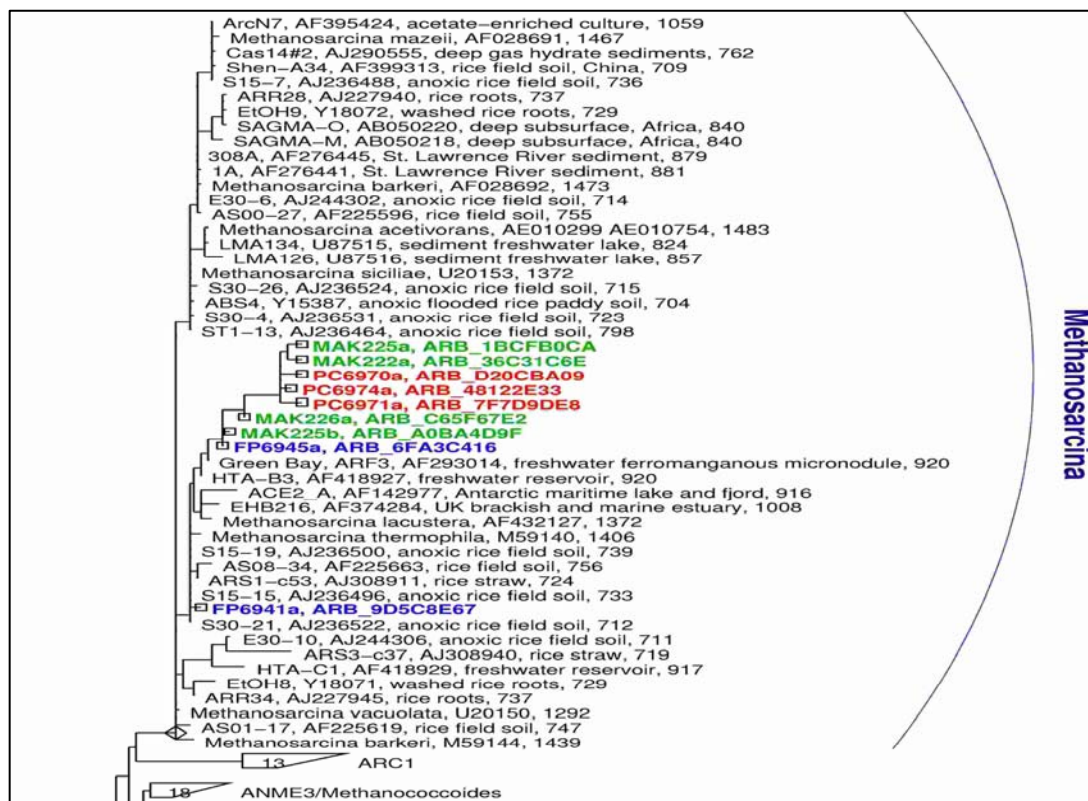 ArcN7, AF395424, acetate−enriched culture, 1059
Methanosarcina mazeii, AF028691, 1467
Cas14#2, AJ290555, deep gas hydrate sediments, 762
Shen−A34, AF399313, rice field soil, China, 709
S15−7, AJ236488, anoxic rice field soil, 736
ARR28, AJ227940, rice roots, 737
EtOH9, Y18072, washed rice roots, 729
SAGMA−O, AB050220, deep subsurface, Africa, 840
SAGMA−M, AB050218, deep subsurface, Africa, 840
308A, AF276445, St. Lawrence River sediment, 879
1A, AF276441, St. Lawrence River sediment, 881
Methanosarcina barkeri, AF028692, 1473
E30−6, AJ244302, anoxic rice field soil, 714
AS00−27, AF225596, rice field soil, 755
Methanosarcina acetivorans, AE010299 AE010754, 1483
LMA134, U87515, sediment freshwater lake, 824
LMA126, U87516, sediment freshwater lake, 857
Methanosarcina siciliae, U20153, 1372
S30−26, AJ236524, anoxic rice field soil, 715
ABS4, Y15387, anoxic flooded rice paddy soil, 704
S30−4, AJ236531, anoxic rice field soil, 723
ST1−13, AJ236464, anoxic rice field soil, 798
MAK225a, ARB_1BCFB0CA
MAK222a, ARB_36C31C6E
PC6970a, ARB_D20CBA09
PC6974a, ARB_48122E33
PC6971a, ARB_7F7D9DE8
MAK226a, ARB_C65F67E2
MAK225b, ARB_A0BA4D9F
FP6945a, ARB_6FA3C416
Green Bay, ARF3, AF293014, freshwater ferromanganous micronodule, 920
HTA−B3, AF418927, freshwater reservoir, 920
ACE2_A, AF142977, Antarctic maritime lake and fjord, 916
EHB216, AF374284, UK brackish and marine estuary, 1008
Methanosarcina lacustera, AF432127, 1372
Methanosarcina thermophila, M59140, 1406
S15−19, AJ236500, anoxic rice field soil, 739
AS08−34, AF225663, rice field soil, 756
ARS1−c53, AJ308911, rice straw, 724
S15−15, AJ236496, anoxic rice field soil, 733
FP6941a, ARB_9D5C8E67
S30−21, AJ236522, anoxic rice field soil, 712
E30−10, AJ244306, anoxic rice field soil, 711
ARS3−c37, AJ308940, rice straw, 719
HTA−C1, AF418929, freshwater reservoir, 917
EtOH8, Y18071, washed rice roots, 729
ARR34, AJ227945, rice roots, 737
Methanosarcina vacuolata, U20150, 1292
AS01−17, AF225619, rice field soil, 747
Methanosarcina barkeri, M59144, 1439
13 ARC1
18 ANME3/Methanococcoides
Methanosarcina